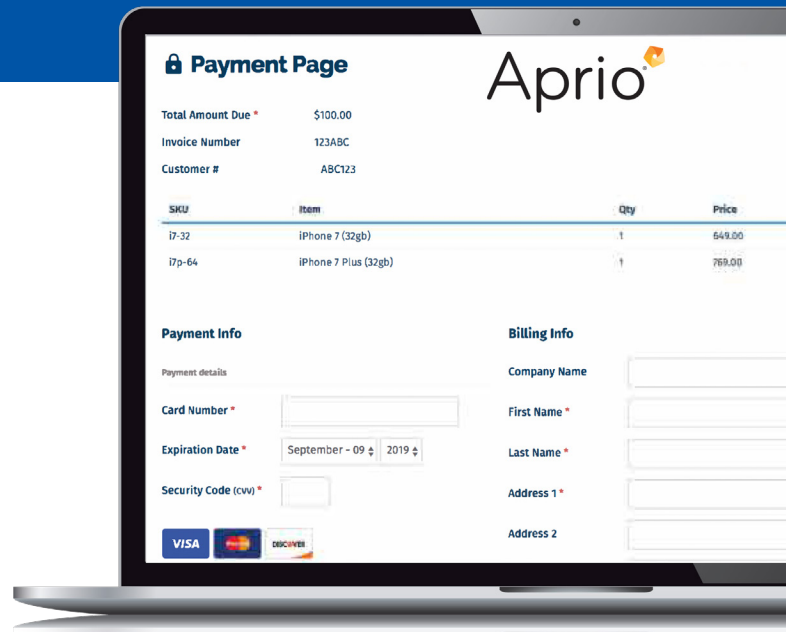 Payment Page
Aprio
Total Amount Due * $100.00
Invoice Number 123ABC
Customer # ABC123
SKU Item Qty Price
i7-32 iPhone 7 (32gb) 1 649.00
i7p-64 iPhone 7 Plus (32gb) 1 769.00
Payment Info
Billing Info
Payment details
Company Name
Card Number *
First Name *
Expiration Date * September - 09 2019
Last Name *
Security Code (CVV) *
Address 1 *
Address 2
VISA MasterCard DISCOVER